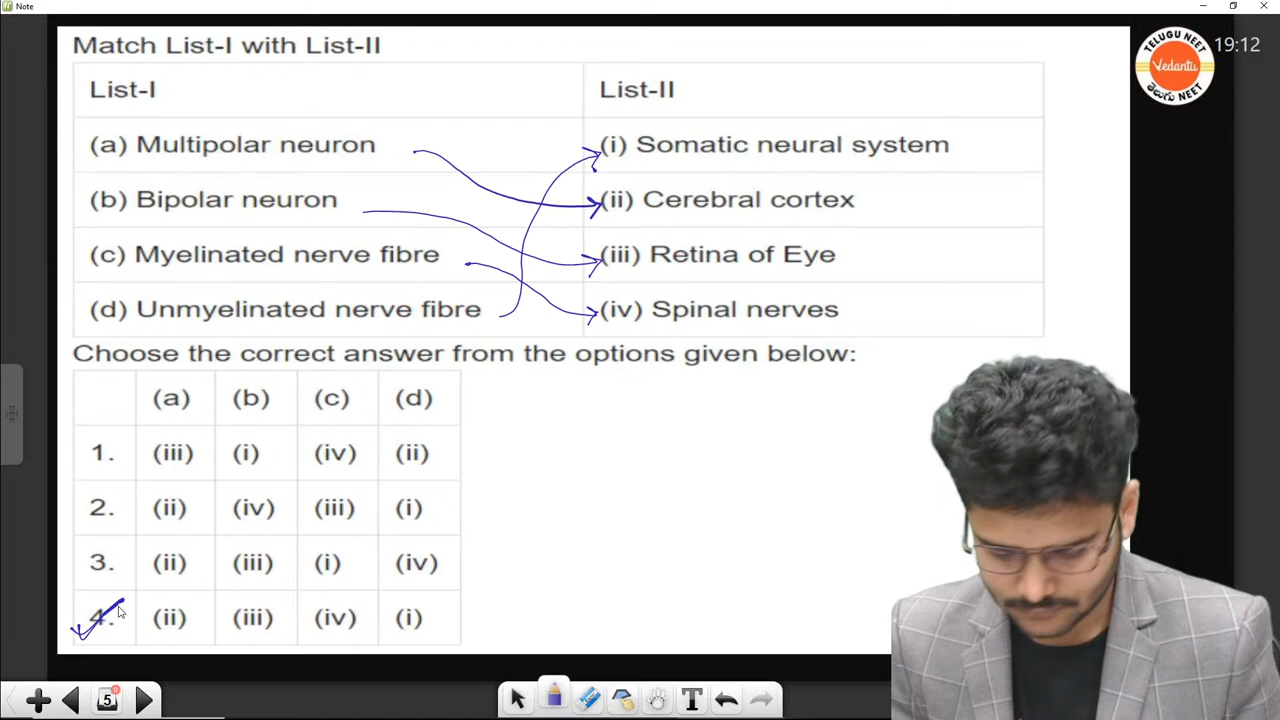 Note
19:12
TELUGU NEET
Vedantu
తెలుగు NEET
Match List-I with List-II
List-I List-II
(a) Multipolar neuron (i) Somatic neural system
(b) Bipolar neuron (ii) Cerebral cortex
(c) Myelinated nerve fibre (iii) Retina of Eye
(d) Unmyelinated nerve fibre (iv) Spinal nerves
Choose the correct answer from the options given below:
(a) (b) (c) (d)
1. (iii) (i) (iv) (ii)
2. (ii) (iv) (iii) (i)
3. (ii) (iii) (i) (iv)
4. (ii) (iii) (iv) (i)
5 0
T